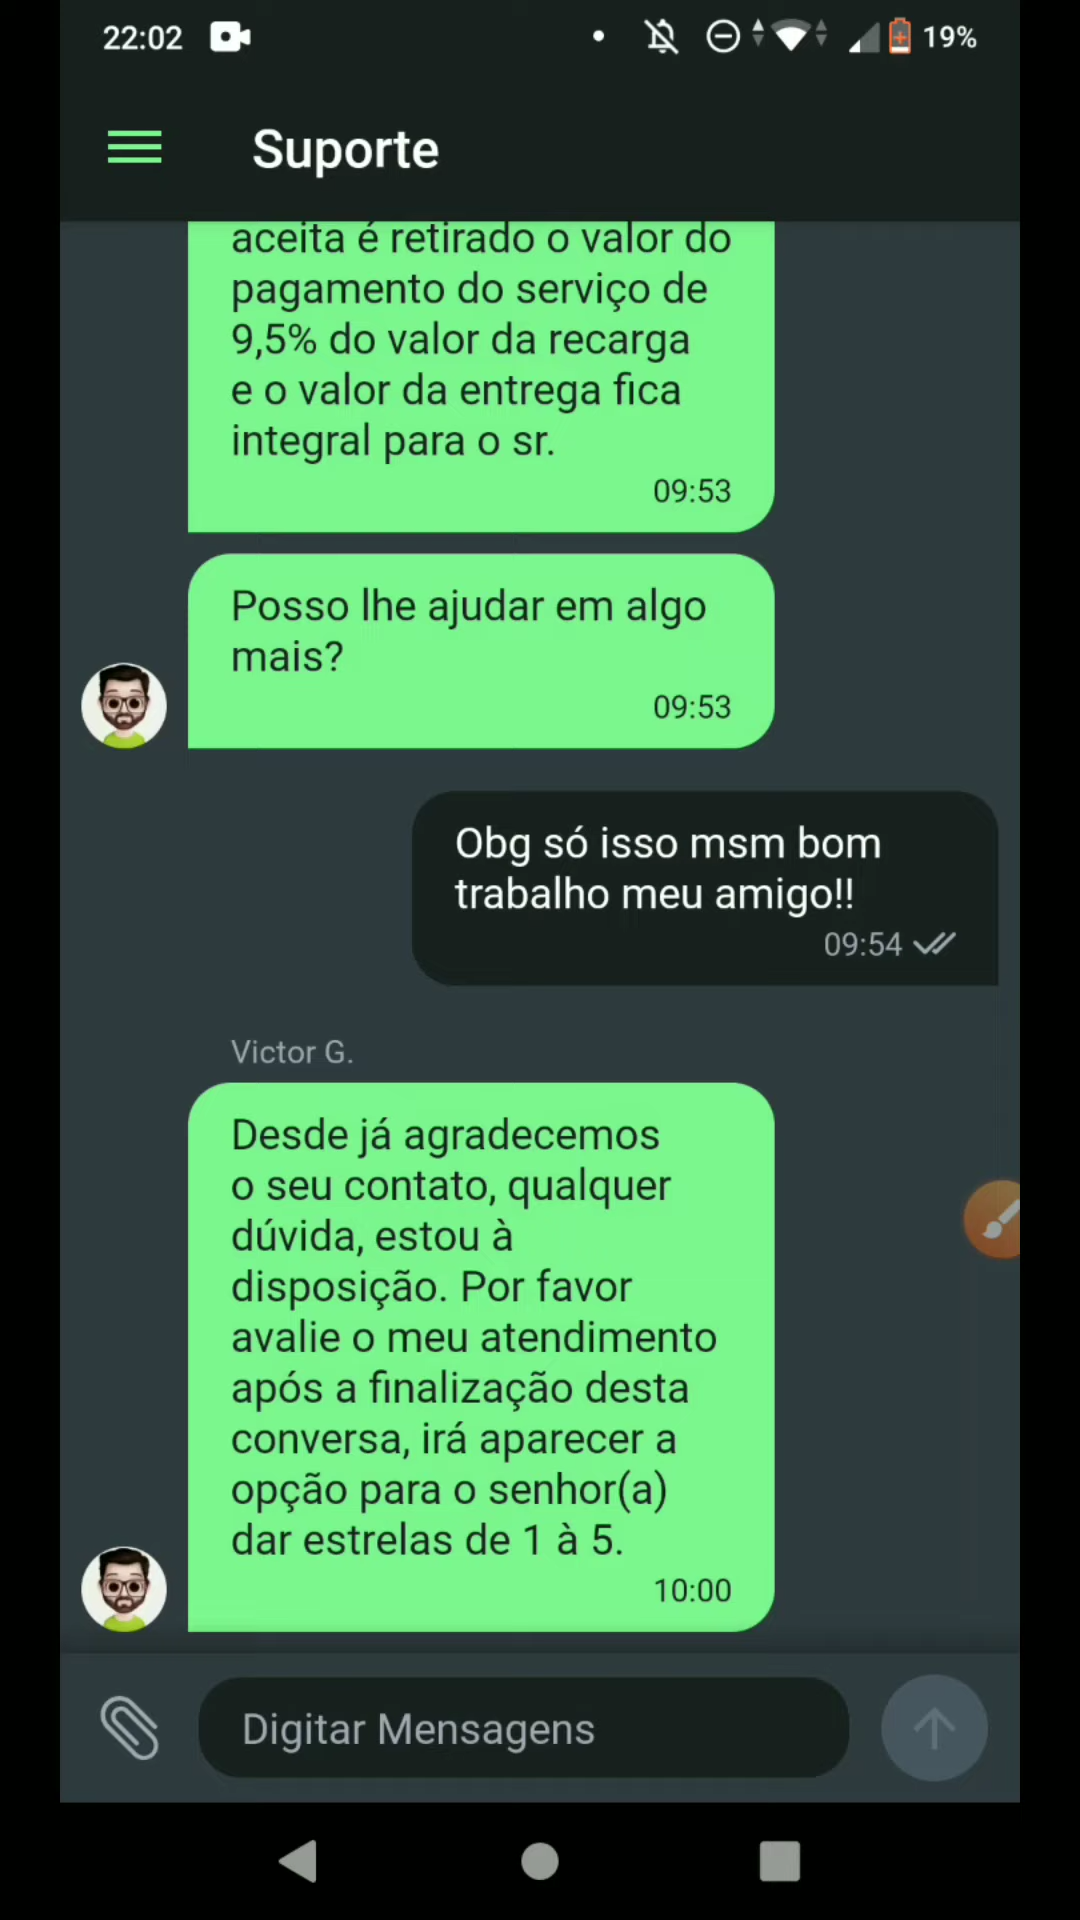 22:02
19%
Suporte
aceita é retirado o valor do
pagamento do serviço de
9,5% do valor da recarga
e o valor da entrega fica
integral para o sr.
09:53
Posso lhe ajudar em algo
mais?
09:53
Obg só isso msm bom
trabalho meu amigo!!
09:54
Victor G.
Desde já agradecemos
o seu contato, qualquer
dúvida, estou à
disposição. Por favor
avalie o meu atendimento
após a finalização desta
conversa, irá aparecer a
opção para o senhor(a)
dar estrelas de 1 à 5.
10:00
Digitar Mensagens